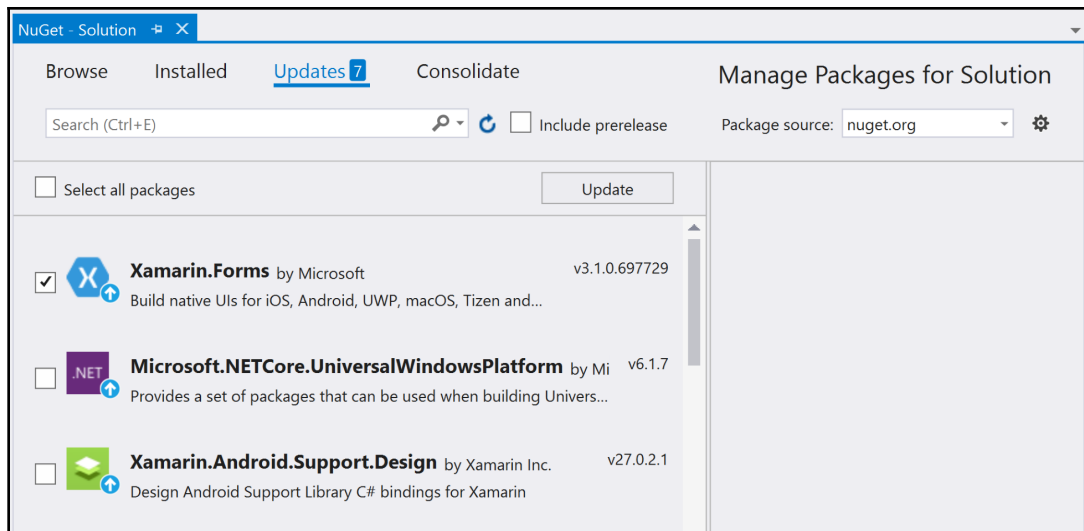 NuGet - Solution
Browse Installed Updates 7 Consolidate
Manage Packages for Solution
Search (Ctrl+E)
Include prerelease
Package source: nuget.org
Select all packages
Update
Xamarin.Forms by Microsoft v3.1.0.697729
Build native UIs for iOS, Android, UWP, macOS, Tizen and...
.NET
Microsoft.NETCore.UniversalWindowsPlatform by Mi v6.1.7
Provides a set of packages that can be used when building Univers...
Xamarin.Android.Support.Design by Xamarin Inc. v27.0.2.1
Design Android Support Library C# bindings for Xamarin